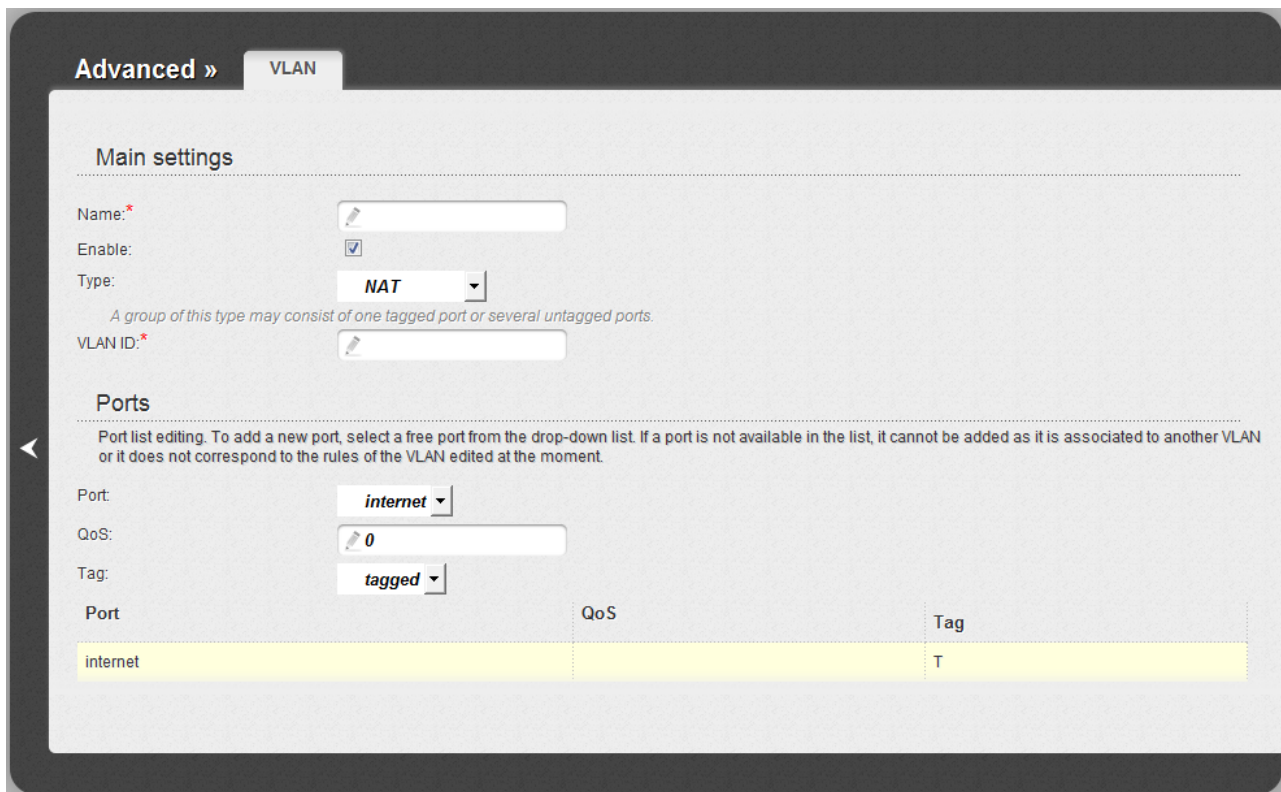 Advanced » VLAN
Main settings
Name:*
Enable:
Type: NAT
A group of this type may consist of one tagged port or several untagged ports.
VLAN ID:*
Ports
Port list editing. To add a new port, select a free port from the drop-down list. If a port is not available in the list, it cannot be added as it is associated to another VLAN
or it does not correspond to the rules of the VLAN edited at the moment.
Port: internet
QoS: 0
Tag: tagged
Port QoS Tag
internet T